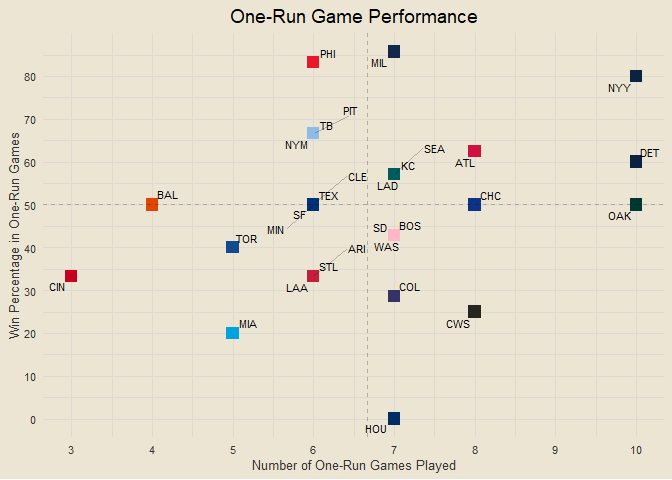 One-Run Game Performance
PHI
MIL
80
NYY
PIT
70
TB
NYM
SEA
DET
60
ATL
KC
CLE
LAD
BAL
TEX
CHC
50
SF
OAK
MIN
SD
BOS
TOR
WAS
40
ARI
STL
CIN
LAA
COL
30
MIA
CWS
20
10
0
HOU
3 4 5 6 7 8 9 10
Number of One-Run Games Played
Win Percentage in One-Run Games